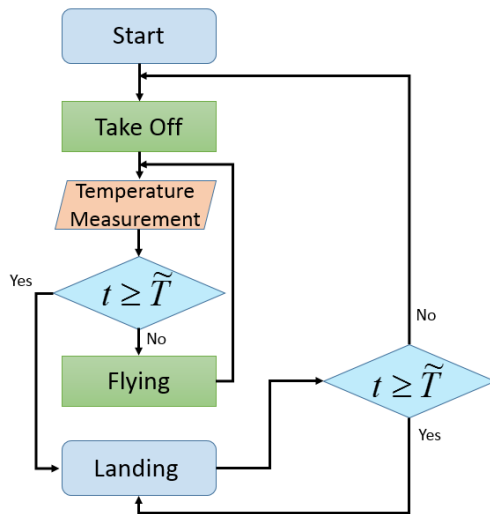 Start
Take Off
Temperature
Measurement
Yes
t ≥ T̃
No
Flying
No
t ≥ T̃
Yes
Landing